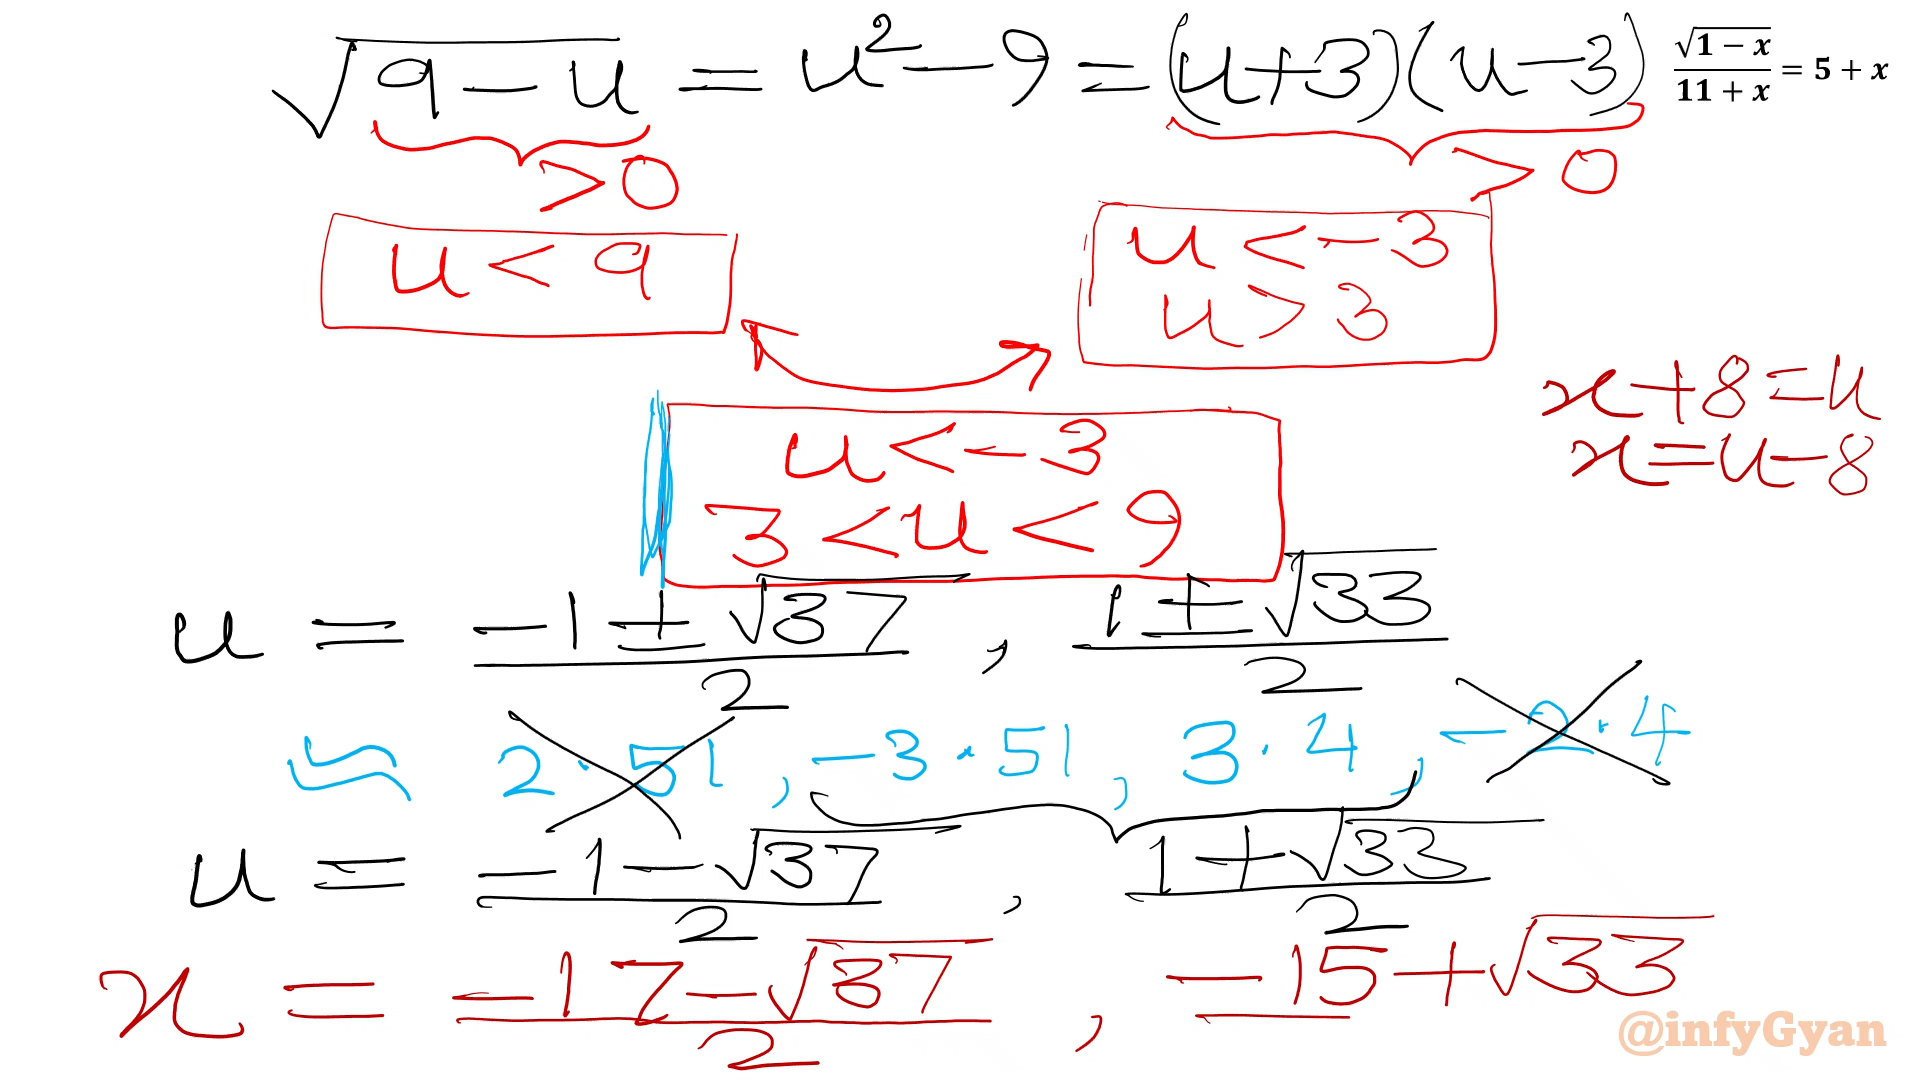 √(9 − u) = u² − 9 = (u+3)(u−3)
√(1 − x)/(11 + x) = 5 + x
>0
>0
u < 9
u < −3
u > 3
x+8=u
x=u−8
u < −3
3 < u < 9
u = (−1 ± √37)/2 , (1 ± √33)/2
≈ 2.51 , −3.51 , 3.4 , −2.4
u = (−1−√37)/2 , (1+√33)/2
x = (−17−√37)/2 , −15+√33
@infyGyan